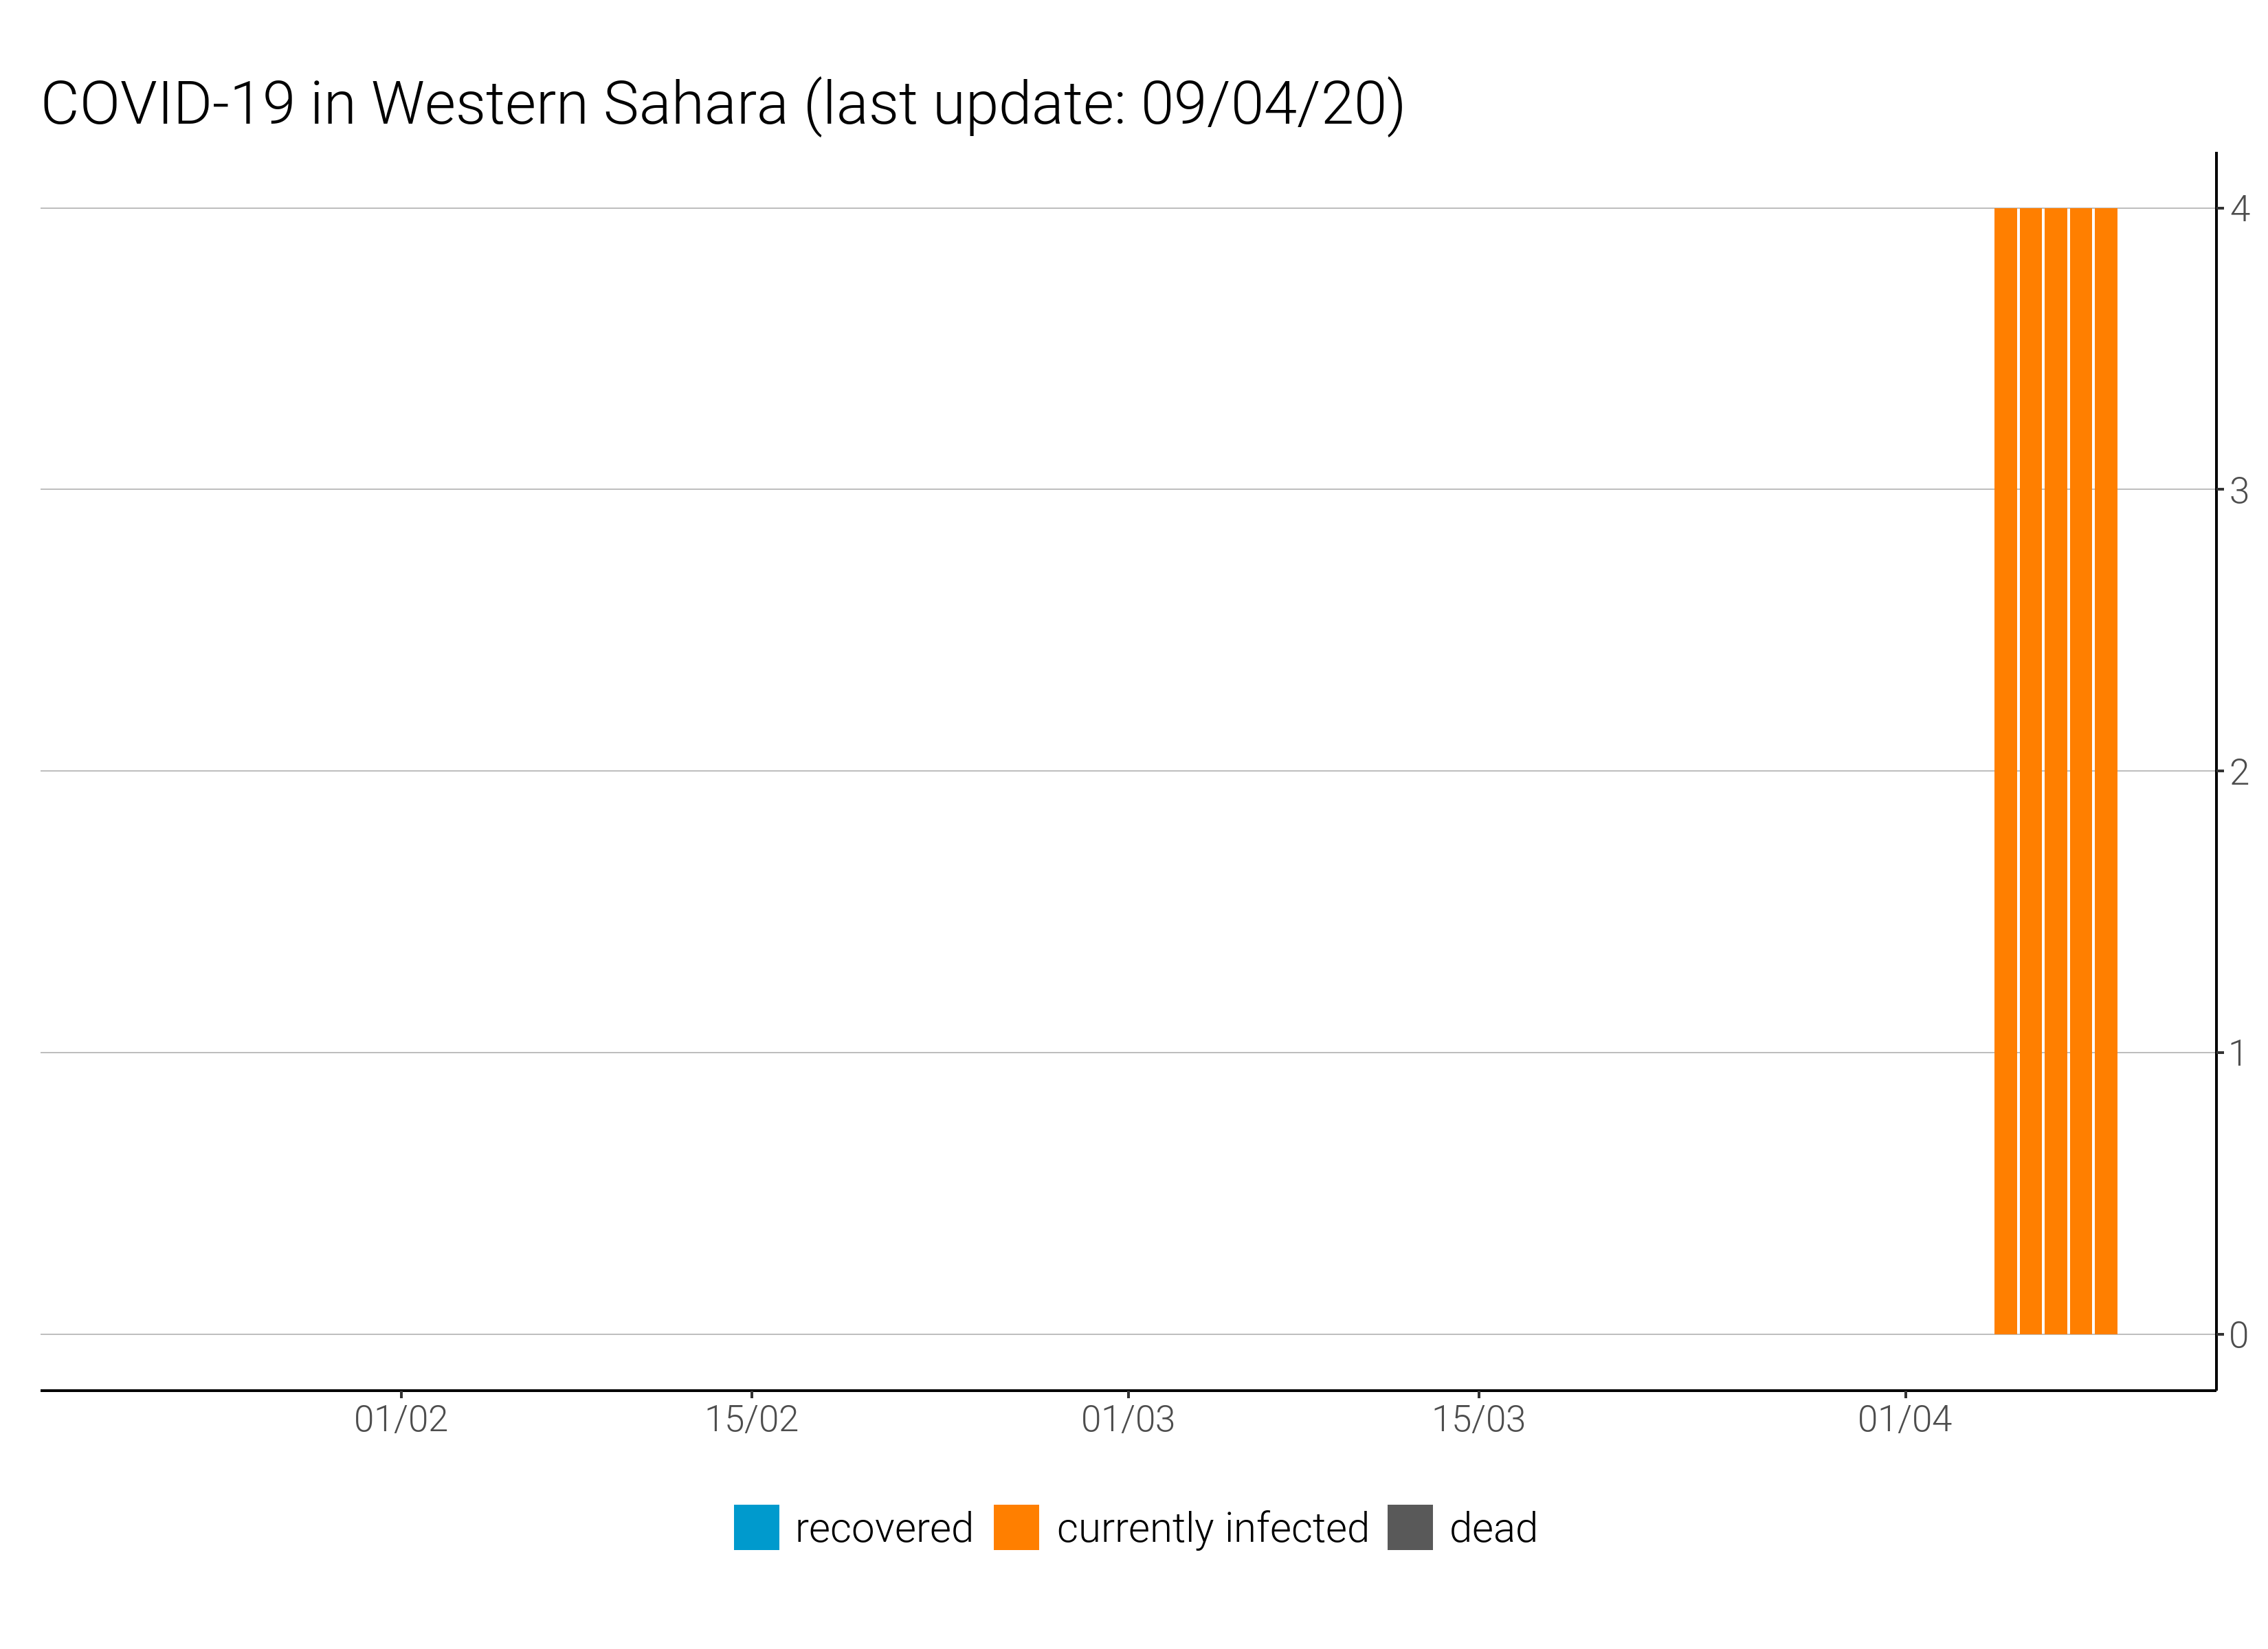 COVID-19 in Western Sahara (last update: 09/04/20)
4
3
2
1
0
01/02 15/02 01/03 15/03 01/04
recovered currently infected dead